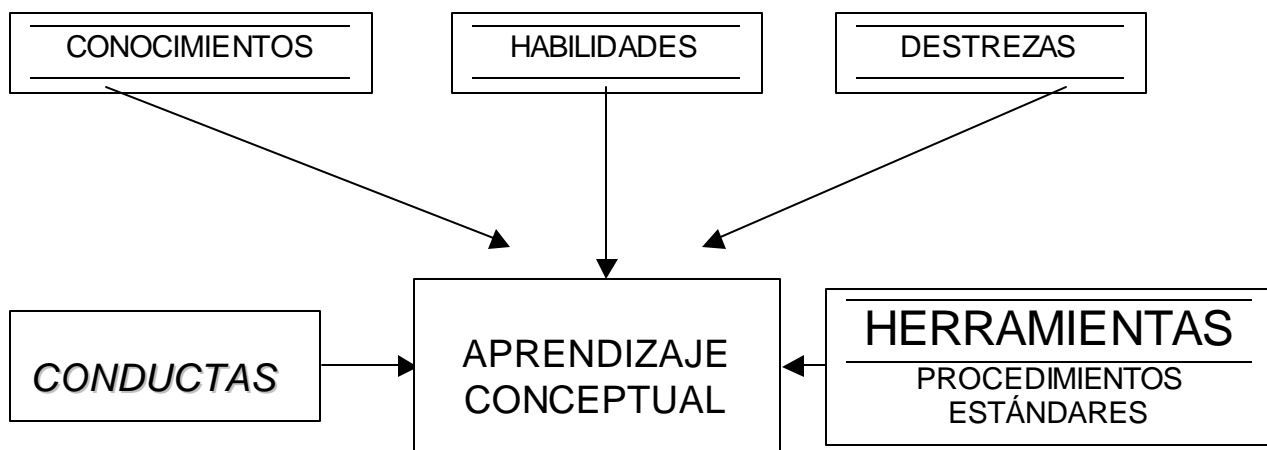 CONOCIMIENTOS
HABILIDADES
DESTREZAS
CONDUCTAS
APRENDIZAJE
CONCEPTUAL
HERRAMIENTAS
PROCEDIMIENTOS
ESTÁNDARES